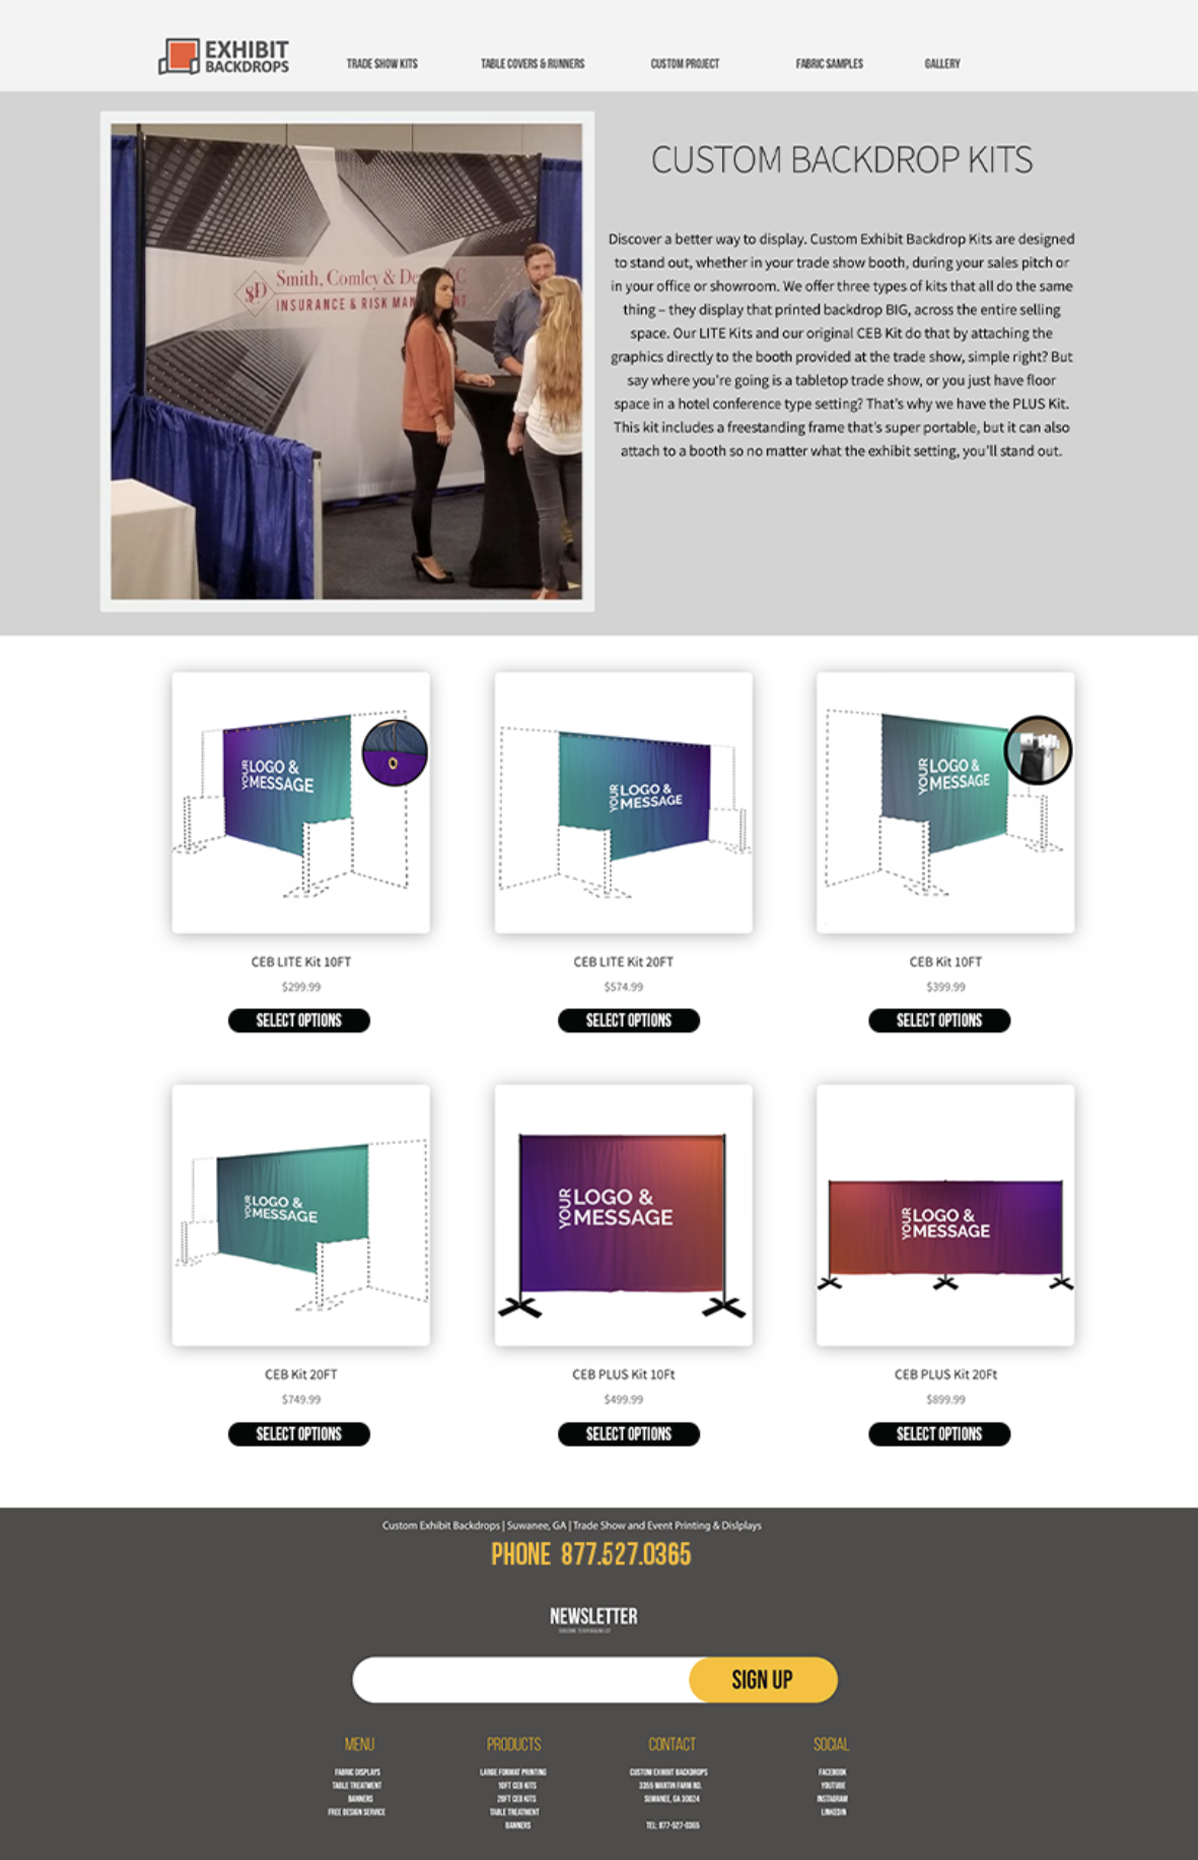 EXHIBIT
BACKDROPS
TRADE SHOW KITS
TABLE COVERS & RUNNERS
CUSTOM PROJECT
FABRIC SAMPLES
GALLERY
Smith, Comley & De
C
SD
INSURANCE & RISK MAN
NT
CUSTOM BACKDROP KITS
Discover a better way to display. Custom Exhibit Backdrop Kits are designed
to stand out, whether in your trade show booth, during your sales pitch or
in your office or showroom. We offer three types of kits that all do the same
thing – they display that printed backdrop BIG, across the entire selling
space. Our LITE Kits and our original CEB Kit do that by attaching the
graphics directly to the booth provided at the trade show, simple right? But
say where you're going is a tabletop trade show, or you just have floor
space in a hotel conference type setting? That's why we have the PLUS Kit.
This kit includes a freestanding frame that's super portable, but it can also
attach to a booth so no matter what the exhibit setting, you'll stand out.
YOUR LOGO &
MESSAGE
YOUR LOGO &
MESSAGE
YOUR LOGO &
MESSAGE
CEB LITE Kit 10FT
CEB LITE Kit 20FT
CEB Kit 10FT
$299.99
$574.99
$399.99
SELECT OPTIONS
SELECT OPTIONS
SELECT OPTIONS
YOUR LOGO &
MESSAGE
YOUR LOGO &
MESSAGE
YOUR LOGO &
MESSAGE
CEB Kit 20FT
CEB PLUS Kit 10Ft
CEB PLUS Kit 20Ft
$749.99
$499.99
$899.99
SELECT OPTIONS
SELECT OPTIONS
SELECT OPTIONS
Custom Exhibit Backdrops | Suwanee, GA | Trade Show and Event Printing & Dislplays
PHONE 877.527.0365
NEWSLETTER
SIGN UP
MENU
FABRIC DISPLAYS
TABLE TREATMENT
BANNERS
FREE DESIGN SERVICE
PRODUCTS
LARGE FORMAT PRINTING
10FT CEB KITS
20FT CEB KITS
TABLE TREATMENT
BANNERS
CONTACT
CUSTOM EXHIBIT BACKDROPS
3355 MARTIN FARM RD.
SUWANEE, GA 30024
TEL: 877-527-0365
SOCIAL
FACEBOOK
YOUTUBE
INSTAGRAM
LINKEDIN